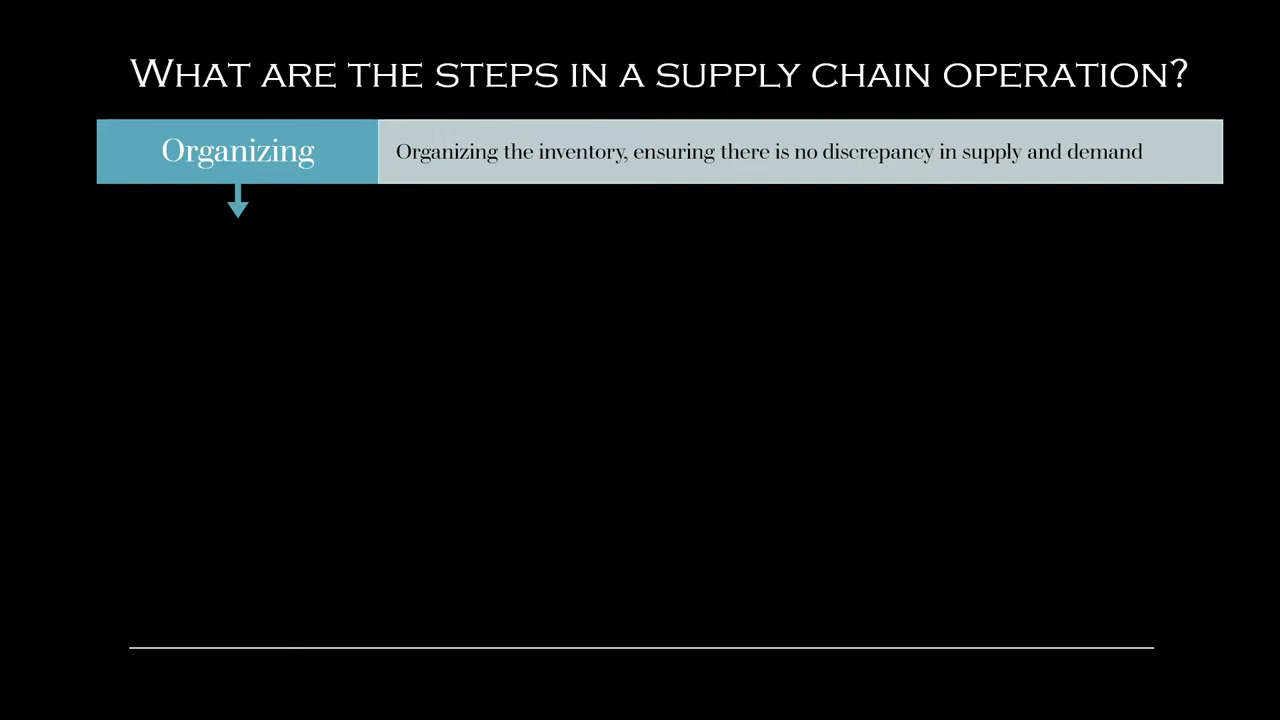 What are the steps in a supply chain operation?
Organizing
Organizing the inventory, ensuring there is no discrepancy in supply and demand